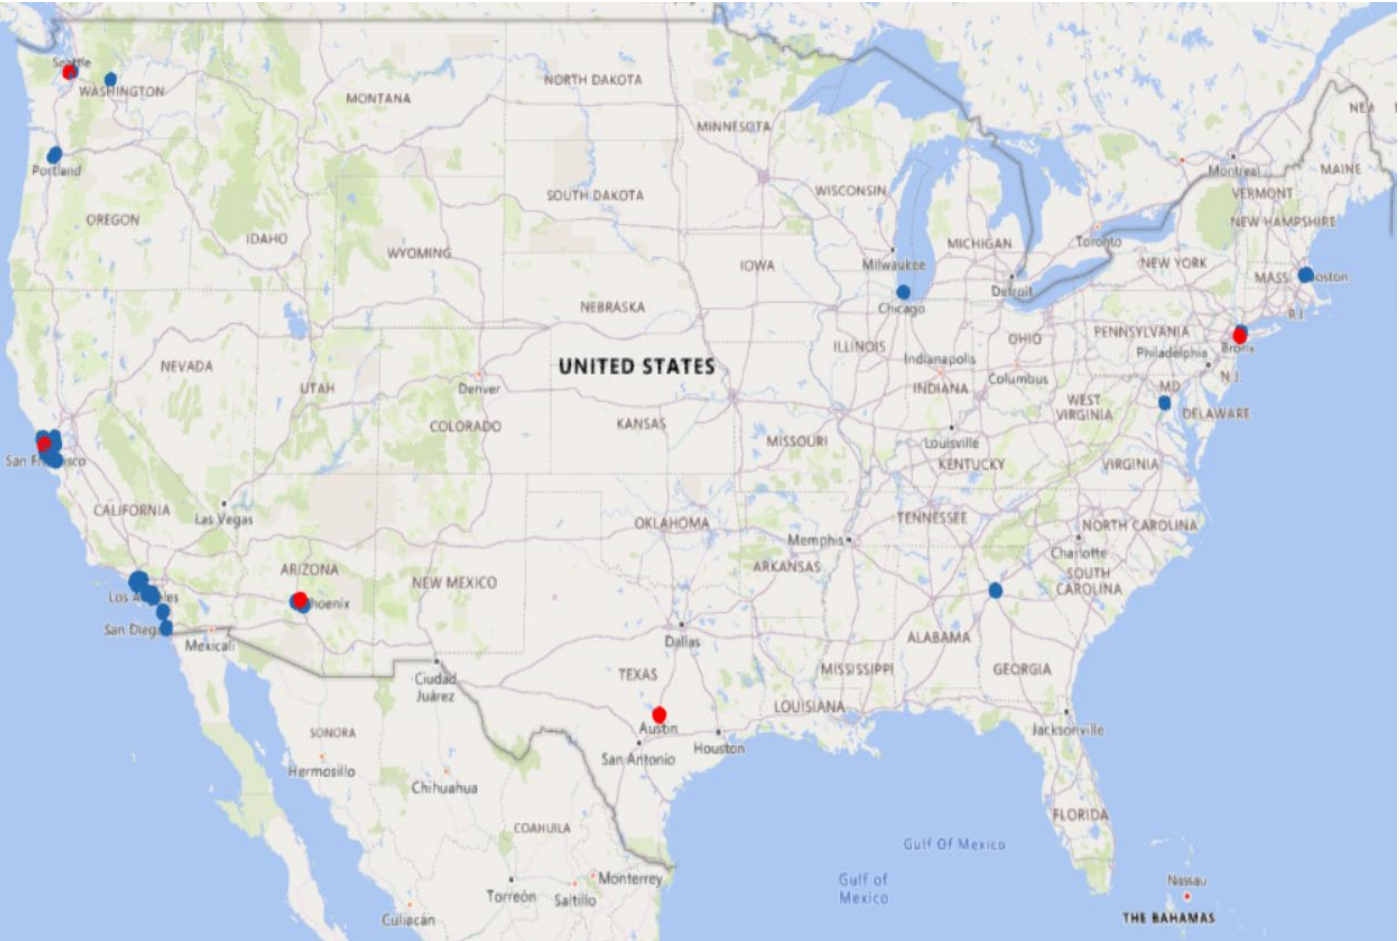 Seattle
WASHINGTON
MONTANA
NORTH DAKOTA
MINNESOTA
Montreal
MAINE
VERMONT
NEW HAMPSHIRE
Portland
OREGON
IDAHO
WYOMING
SOUTH DAKOTA
WISCONSIN
MICHIGAN
Toronto
NEW YORK
Milwaukee
IOWA
Detroit
MASS
Boston
R.I.
NEBRASKA
Chicago
ILLINOIS
Indianapolis
INDIANA
OHIO
Columbus
PENNSYLVANIA
Philadelphia
Bronx
N.J.
NEVADA
UTAH
Denver
UNITED STATES
COLORADO
KANSAS
MISSOURI
Louisville
KENTUCKY
WEST
VIRGINIA
MD
DELAWARE
VIRGINIA
San Francisco
CALIFORNIA
Las Vegas
OKLAHOMA
TENNESSEE
NORTH CAROLINA
Memphis
Charlotte
ARIZONA
NEW MEXICO
ARKANSAS
SOUTH
CAROLINA
Los Angeles
Phoenix
San Diego
Mexicali
Dallas
ALABAMA
Ciudad
Juárez
TEXAS
MISSISSIPPI
GEORGIA
LOUISIANA
Austin
San Antonio
Houston
Jacksonville
SONORA
Hermosillo
Chihuahua
COAHUILA
FLORIDA
Gulf Of Mexico
Gulf of
Mexico
Monterrey
Torreón
Saltillo
Culiacán
Nassau
THE BAHAMAS